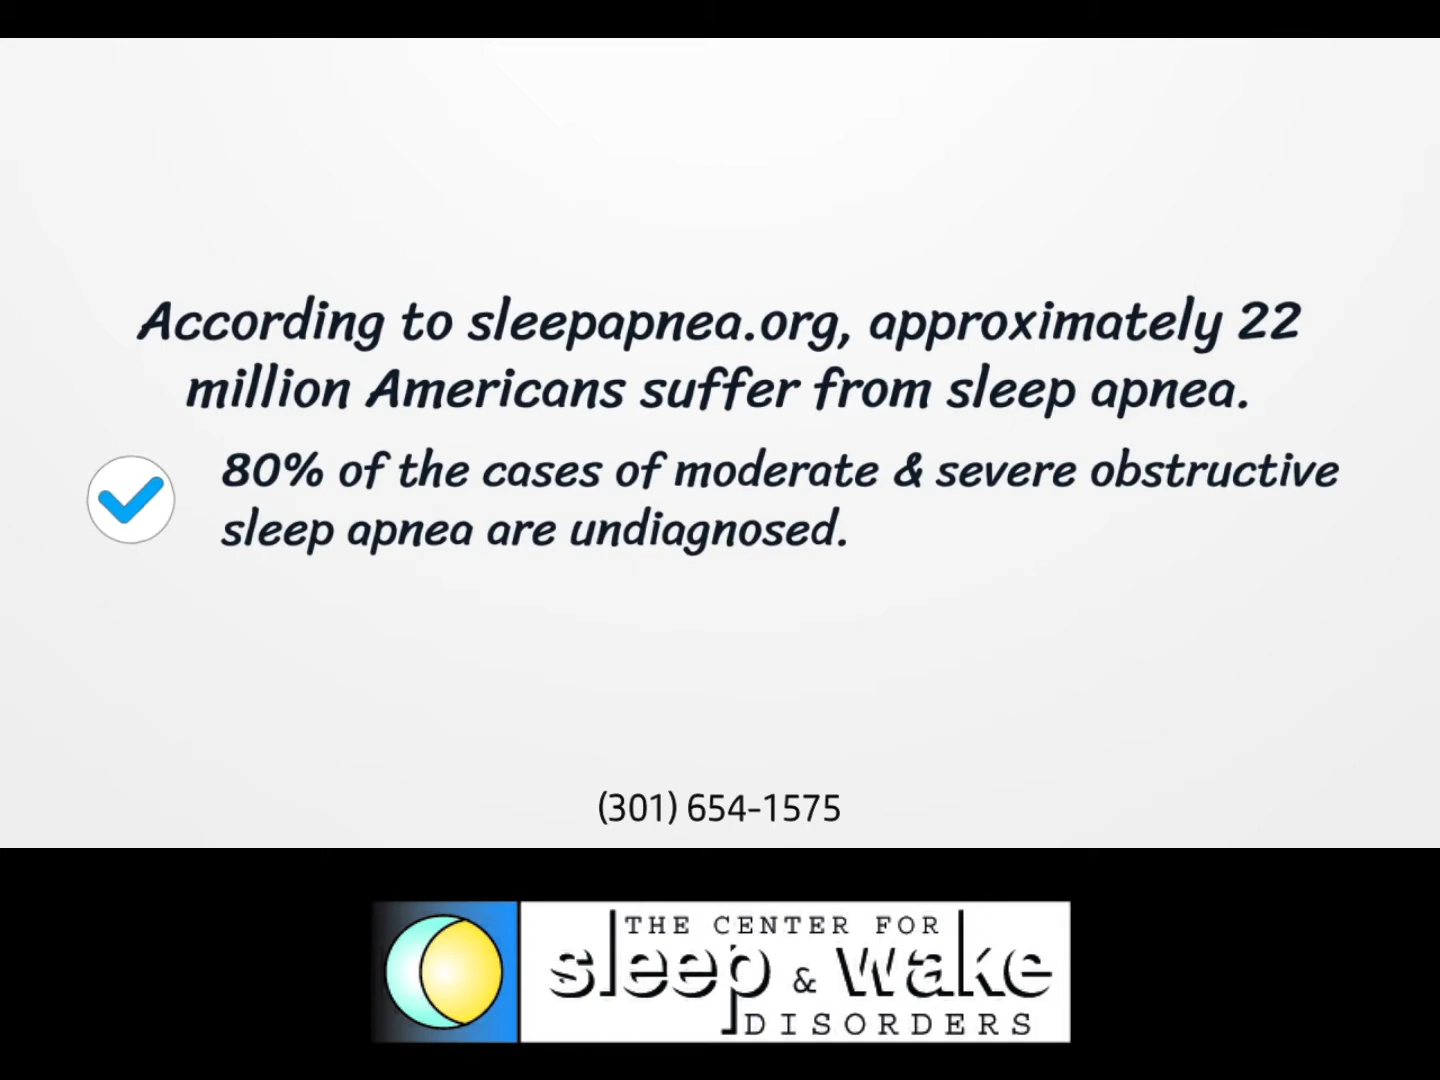 According to sleepapnea.org, approximately 22
million Americans suffer from sleep apnea.
80% of the cases of moderate & severe obstructive
sleep apnea are undiagnosed.
(301) 654-1575
THE CENTER FOR
sleep & wake
DISORDERS